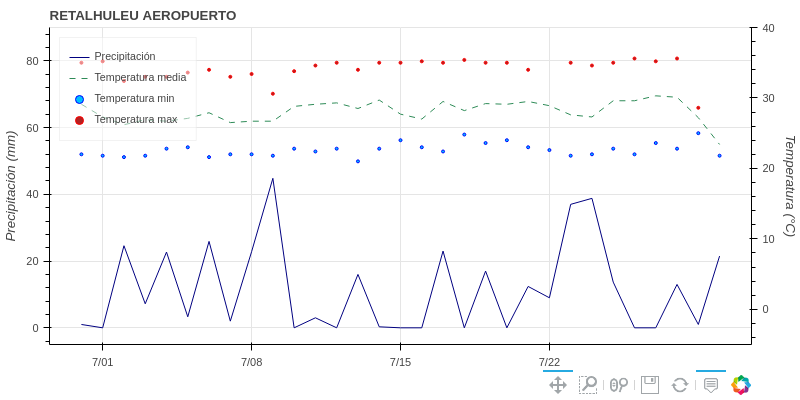 RETALHULEU AEROPUERTO
Precipitación
Temperatura media
Temperatura min
Temperatura max
Precipitación (mm)
80
60
40
20
0
40
30
20
10
0
Temperatura (°C)
7/01
7/08
7/15
7/22